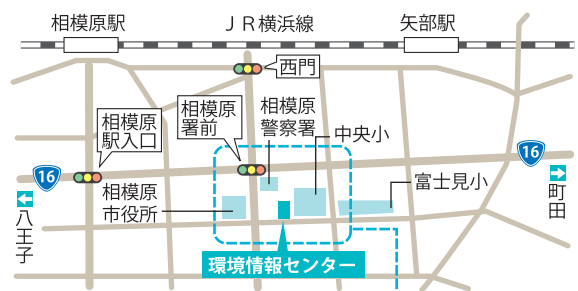 相模原駅
ＪＲ横浜線
矢部駅
西門
相模原
駅入口
相模原
署前
相模原
警察署
中央小
16
16
富士見小
相模原
市役所
八王子
町田
環境情報センター